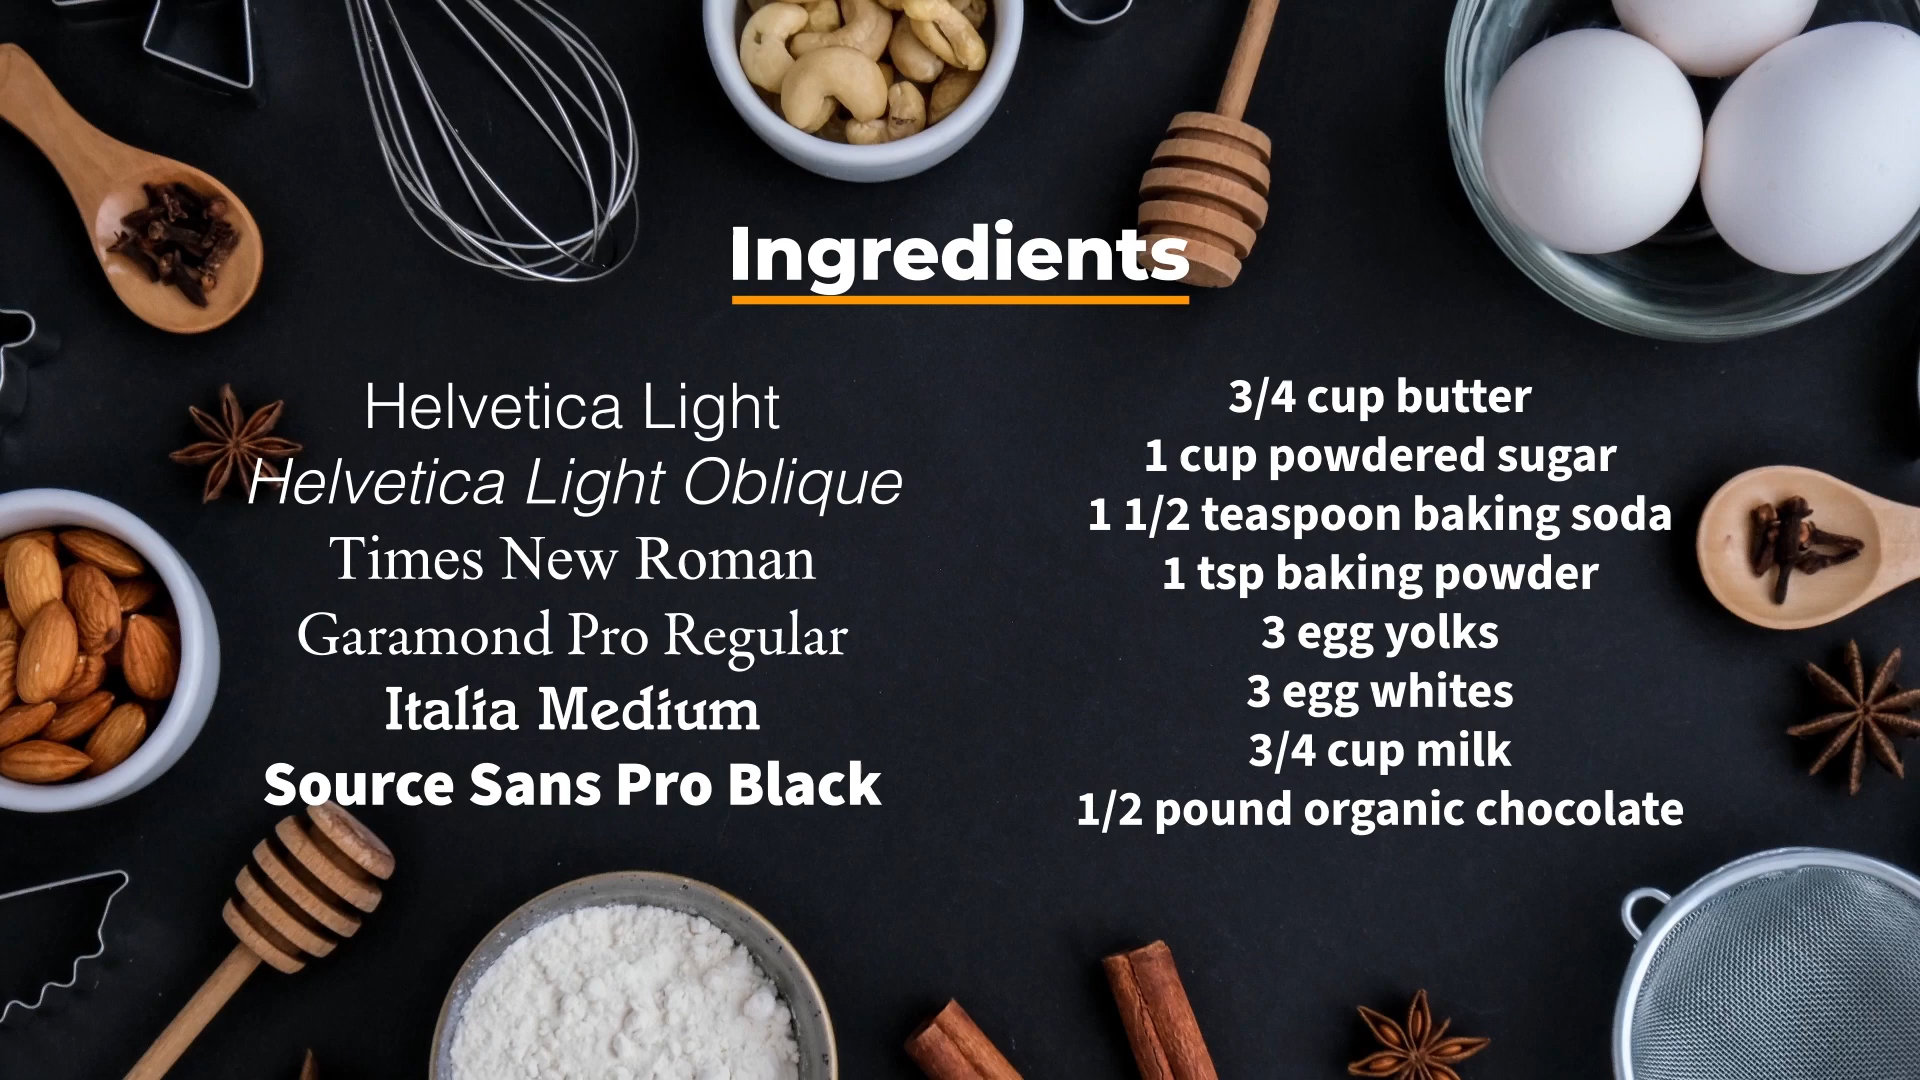 Ingredients
Helvetica Light
Helvetica Light Oblique
Times New Roman
Garamond Pro Regular
Italia Medium
Source Sans Pro Black
3/4 cup butter
1 cup powdered sugar
1 1/2 teaspoon baking soda
1 tsp baking powder
3 egg yolks
3 egg whites
3/4 cup milk
1/2 pound organic chocolate